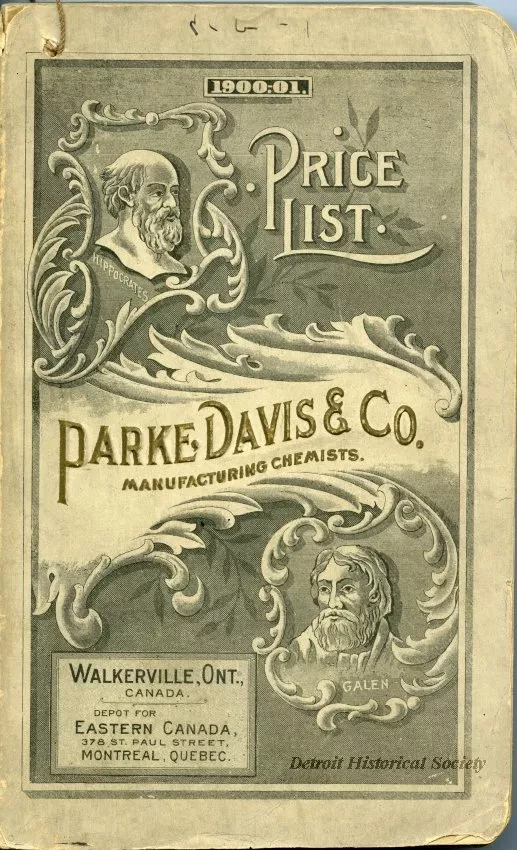 1900-01.
PRICE
LIST.
HIPPOCRATES
PARKE, DAVIS & CO.
MANUFACTURING CHEMISTS.
GALEN
WALKERVILLE, ONT.,
CANADA.
DEPOT FOR
EASTERN CANADA,
378 ST. PAUL STREET,
MONTREAL, QUEBEC.
Detroit Historical Society